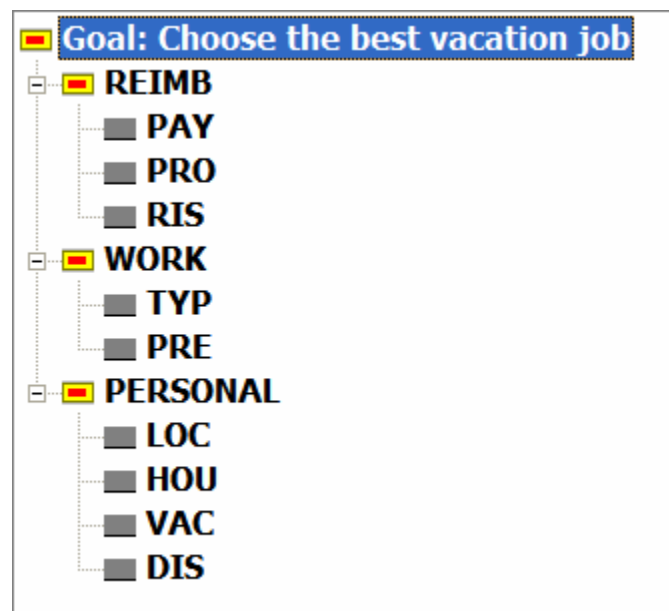 Goal: Choose the best vacation job
REIMB
PAY
PRO
RIS
WORK
TYP
PRE
PERSONAL
LOC
HOU
VAC
DIS